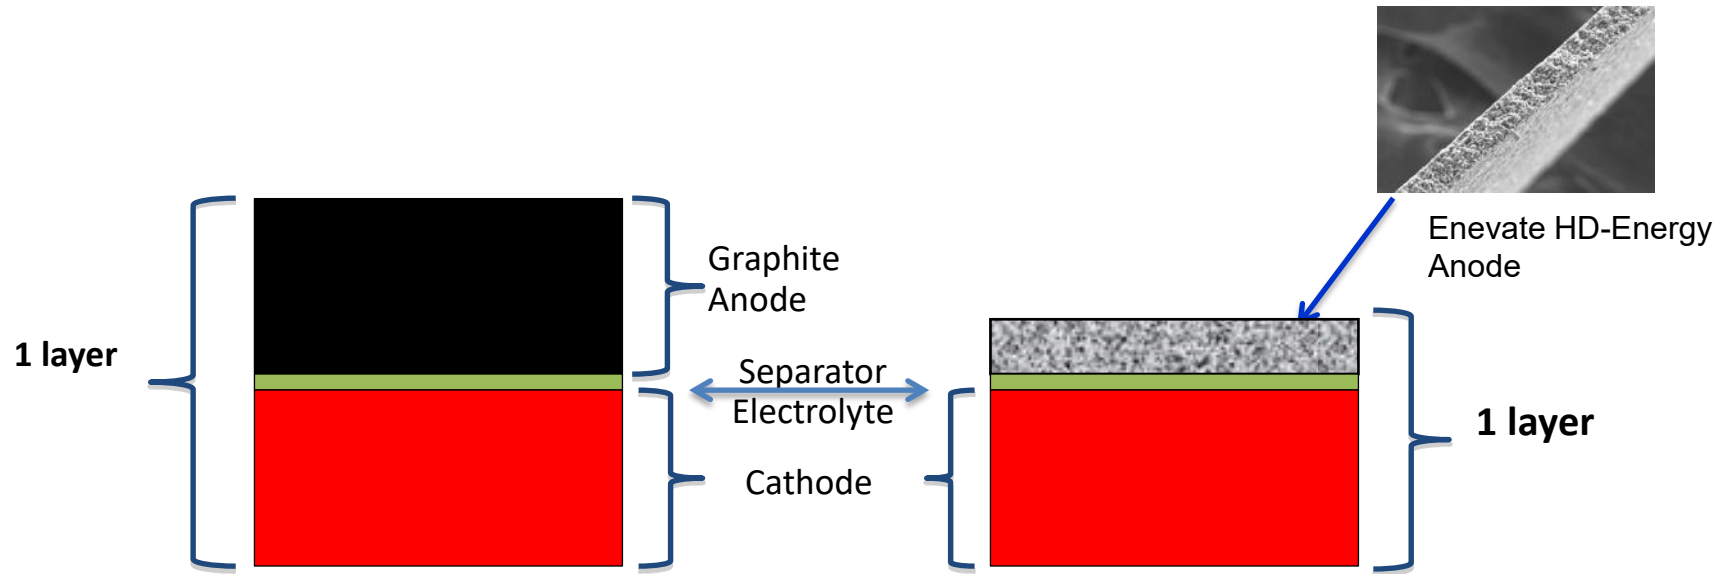 1 layer
Graphite
Anode
Separator
Electrolyte
Cathode
Enevate HD-Energy
Anode
1 layer